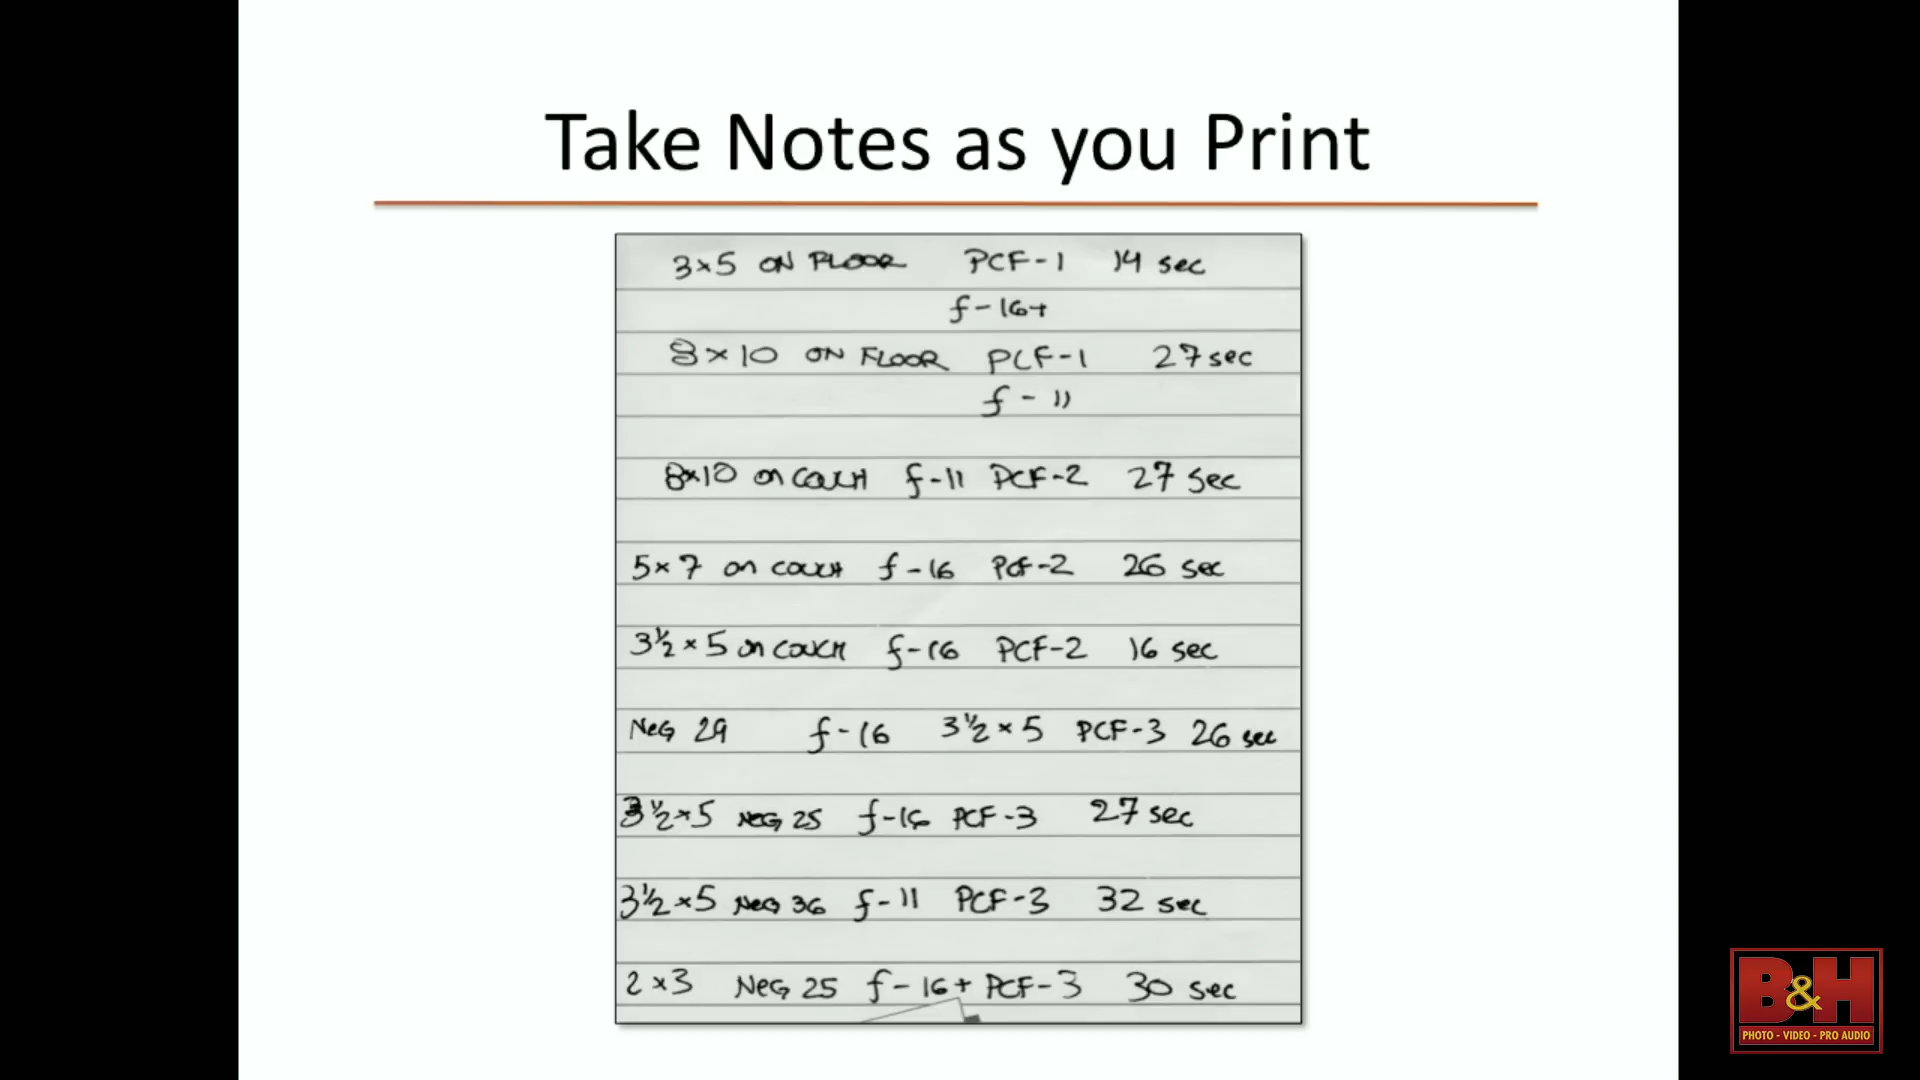 Take Notes as you Print
3x5 ON FLOOR PCF-1 14 sec
f-16+
8x10 ON FLOOR PCF-1 27 sec
f-11
8x10 on COUCH f-11 PCF-2 27 Sec
5x7 on COUCH f-16 PCF-2 26 sec
3½x5 on COUCH f-16 PCF-2 16 sec
NeG 29 f-16 3½x5 PCF-3 26 sec
3½x5 NeG 25 f-16 PCF-3 27 sec
3½x5 NeG 36 f-11 PCF-3 32 sec
2x3 NeG 25 f-16+ PCF-3 30 sec
B&H
PHOTO - VIDEO - PRO AUDIO